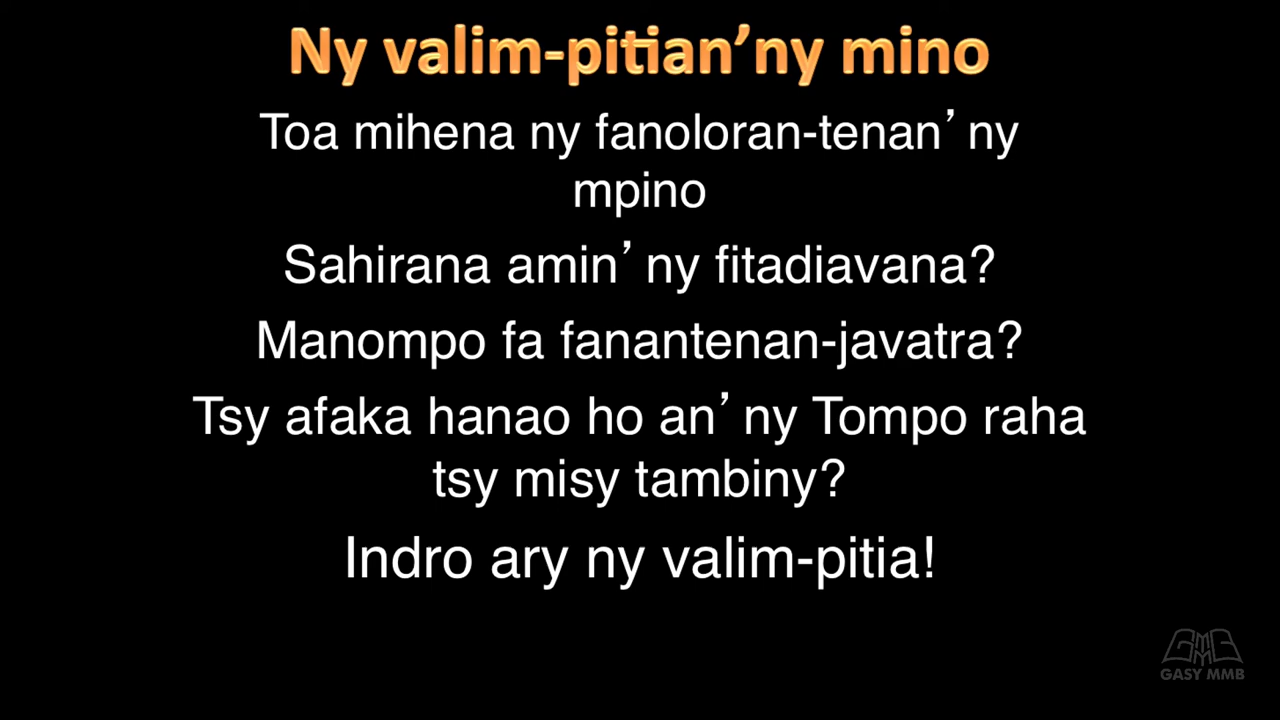 Ny valim-pitian’ny mino
Toa mihena ny fanoloran-tenan’ ny
mpino
Sahirana amin’ ny fitadiavana?
Manompo fa fanantenan-javatra?
Tsy afaka hanao ho an’ ny Tompo raha
tsy misy tambiny?
Indro ary ny valim-pitia!
GMMG
GASY MMB